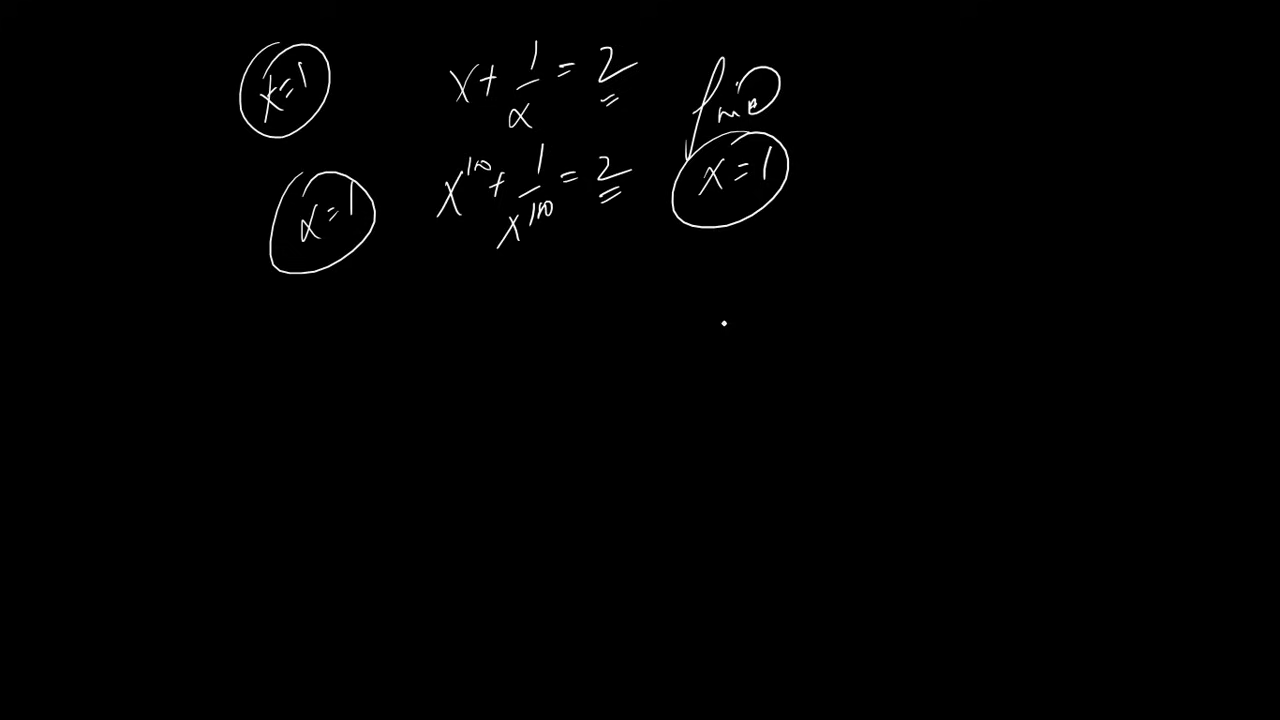 x=1
x + 1/x = 2
x^100 + 1/x^100 = 2
x=1
x=1